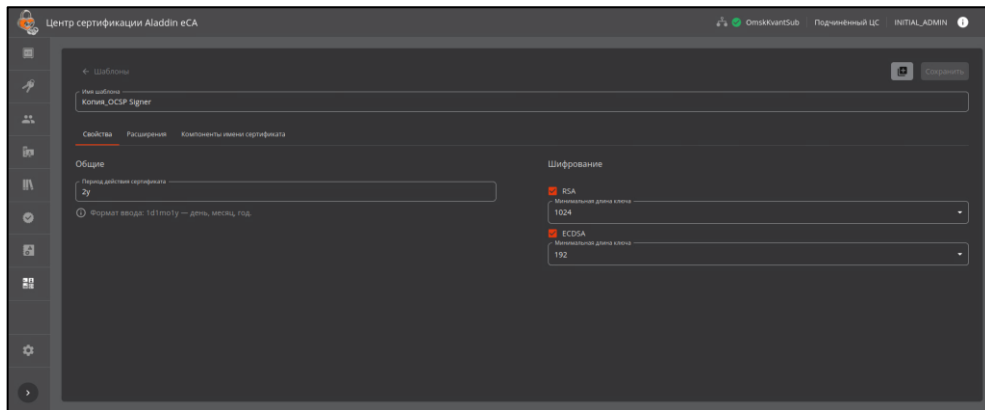 Центр сертификации Aladdin eCA
OmskKvantSub Подчинённый ЦС INITIAL_ADMIN
← Шаблоны
Сохранить
Имя шаблона
Копия_OCSP Signer
Свойства Расширения Компоненты имени сертификата
Общие
Период действия сертификата
2y
Формат ввода: 1d1mo1y — день, месяц, год.
Шифрование
RSA
Минимальная длина ключа
1024
ECDSA
Минимальная длина ключа
192